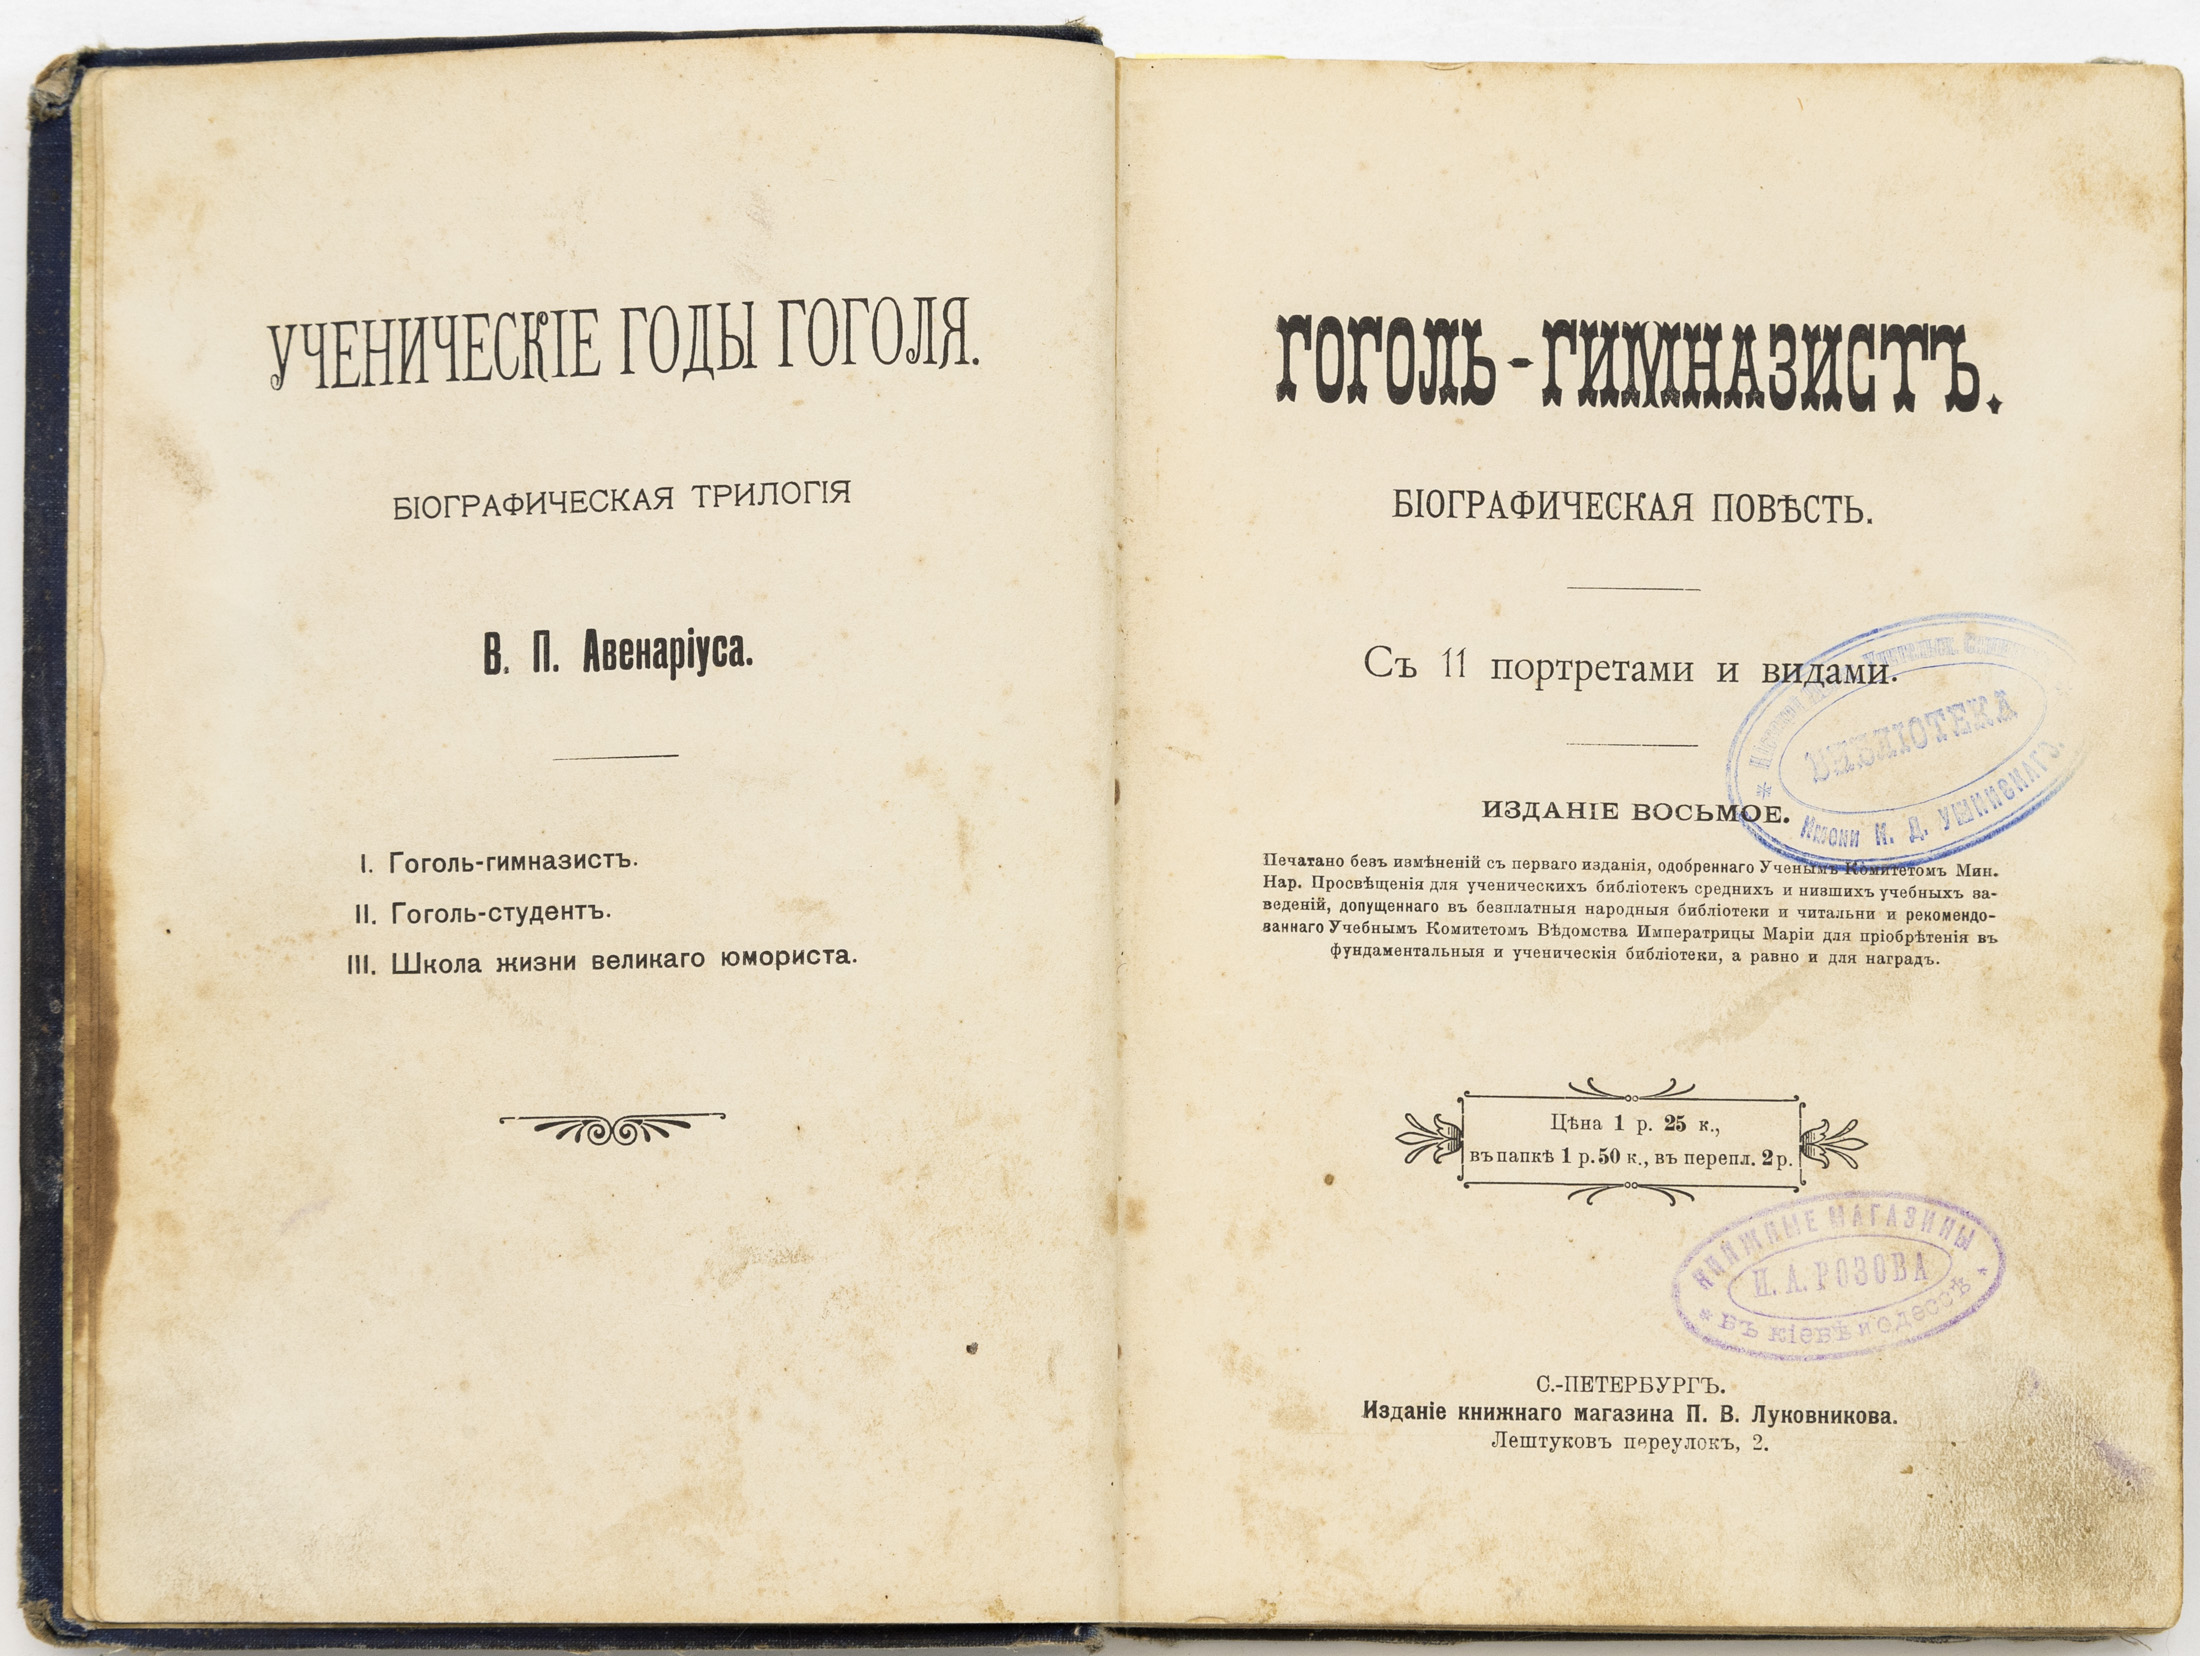 УЧЕНИЧЕСКІЕ ГОДЫ ГОГОЛЯ.
БІОГРАФИЧЕСКАЯ ТРИЛОГІЯ
В. П. Авенаріуса.
I. Гоголь-гимназистъ.
II. Гоголь-студентъ.
III. Школа жизни великаго юмориста.
ГОГОЛЬ-ГИМНАЗИСТЪ.
БІОГРАФИЧЕСКАЯ ПОВѢСТЬ.
Съ 11 портретами и видами.
БИБЛІОТЕКА
Имени К. Д. Ушинскаго.
ИЗДАНІЕ ВОСЬМОЕ.
Печатано безъ измѣненій съ перваго изданія, одобреннаго Ученымъ Комитетомъ Мин.
Нар. Просвѣщенія для ученическихъ библіотекъ среднихъ и низшихъ учебныхъ за-
веденій, допущеннаго въ безплатныя народныя библіотеки и читальни и рекомендо-
ваннаго Учебнымъ Комитетомъ Вѣдомства Императрицы Маріи для пріобрѣтенія въ
фундаментальныя и ученическія библіотеки, а равно и для наградъ.
Цѣна 1 р. 25 к.,
въ папкѣ 1 р. 50 к., въ перепл. 2 р.
КНИЖНЫЕ МАГАЗИНЫ
И. А. РОЗОВА
ВЪ КІЕВѢ И ОДЕССѢ
С.-ПЕТЕРБУРГЪ.
Изданіе книжнаго магазина П. В. Луковникова.
Лештуковъ переулокъ, 2.